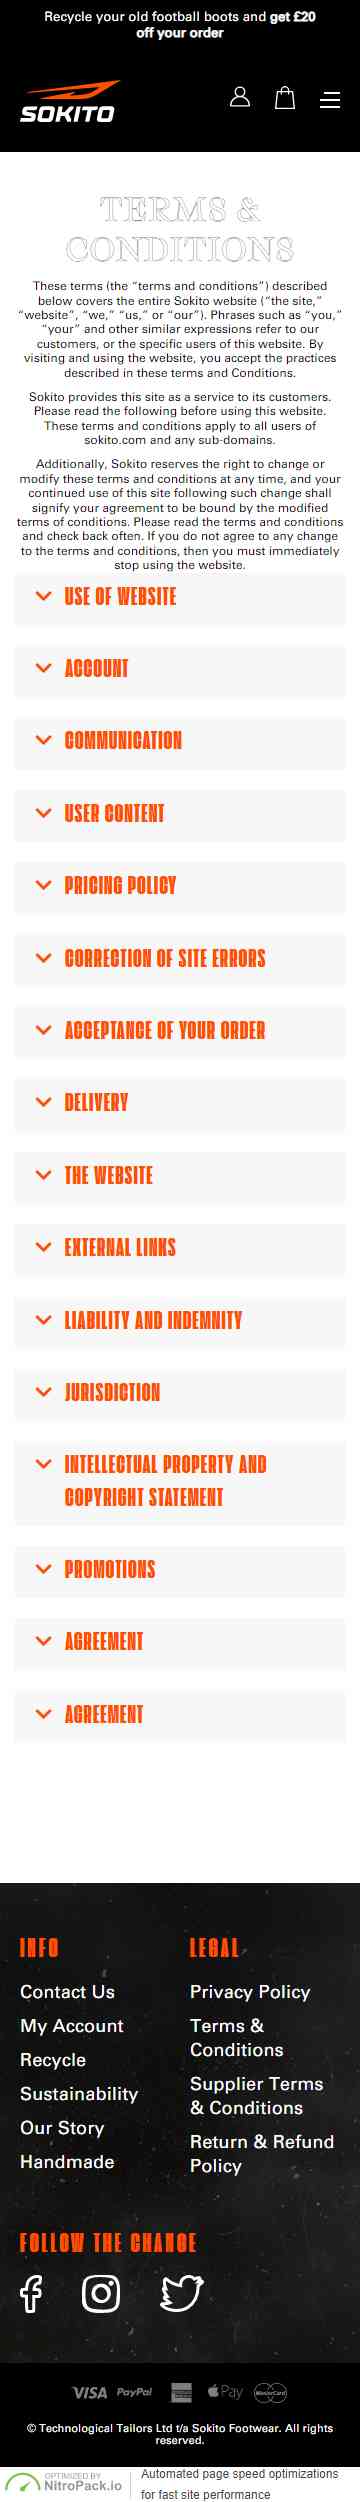 Recycle your old football boots and get £20
off your order
SOKITO
TERMS &
CONDITIONS
These terms (the “terms and conditions”) described
below covers the entire Sokito website (“the site,”
“website”, “we,” “us,” or “our”). Phrases such as “you,”
“your” and other similar expressions refer to our
customers, or the specific users of this website. By
visiting and using the website, you accept the practices
described in these terms and Conditions.
Sokito provides this site as a service to its customers.
Please read the following before using this website.
These terms and conditions apply to all users of
sokito.com and any sub-domains.
Additionally, Sokito reserves the right to change or
modify these terms and conditions at any time, and your
continued use of this site following such change shall
signify your agreement to be bound by the modified
terms of conditions. Please read the terms and conditions
and check back often. If you do not agree to any change
to the terms and conditions, then you must immediately
stop using the website.
USE OF WEBSITE
ACCOUNT
COMMUNICATION
USER CONTENT
PRICING POLICY
CORRECTION OF SITE ERRORS
ACCEPTANCE OF YOUR ORDER
DELIVERY
THE WEBSITE
EXTERNAL LINKS
LIABILITY AND INDEMNITY
JURISDICTION
INTELLECTUAL PROPERTY AND
COPYRIGHT STATEMENT
PROMOTIONS
AGREEMENT
AGREEMENT
INFO
Contact Us
My Account
Recycle
Sustainability
Our Story
Handmade
LEGAL
Privacy Policy
Terms &
Conditions
Supplier Terms
& Conditions
Return & Refund
Policy
FOLLOW THE CHANGE
VISA PayPal Pay MasterCard
© Technological Tailors Ltd t/a Sokito Footwear. All rights
reserved.
OPTIMIZED BY
NitroPack.io
Automated page speed optimizations
for fast site performance